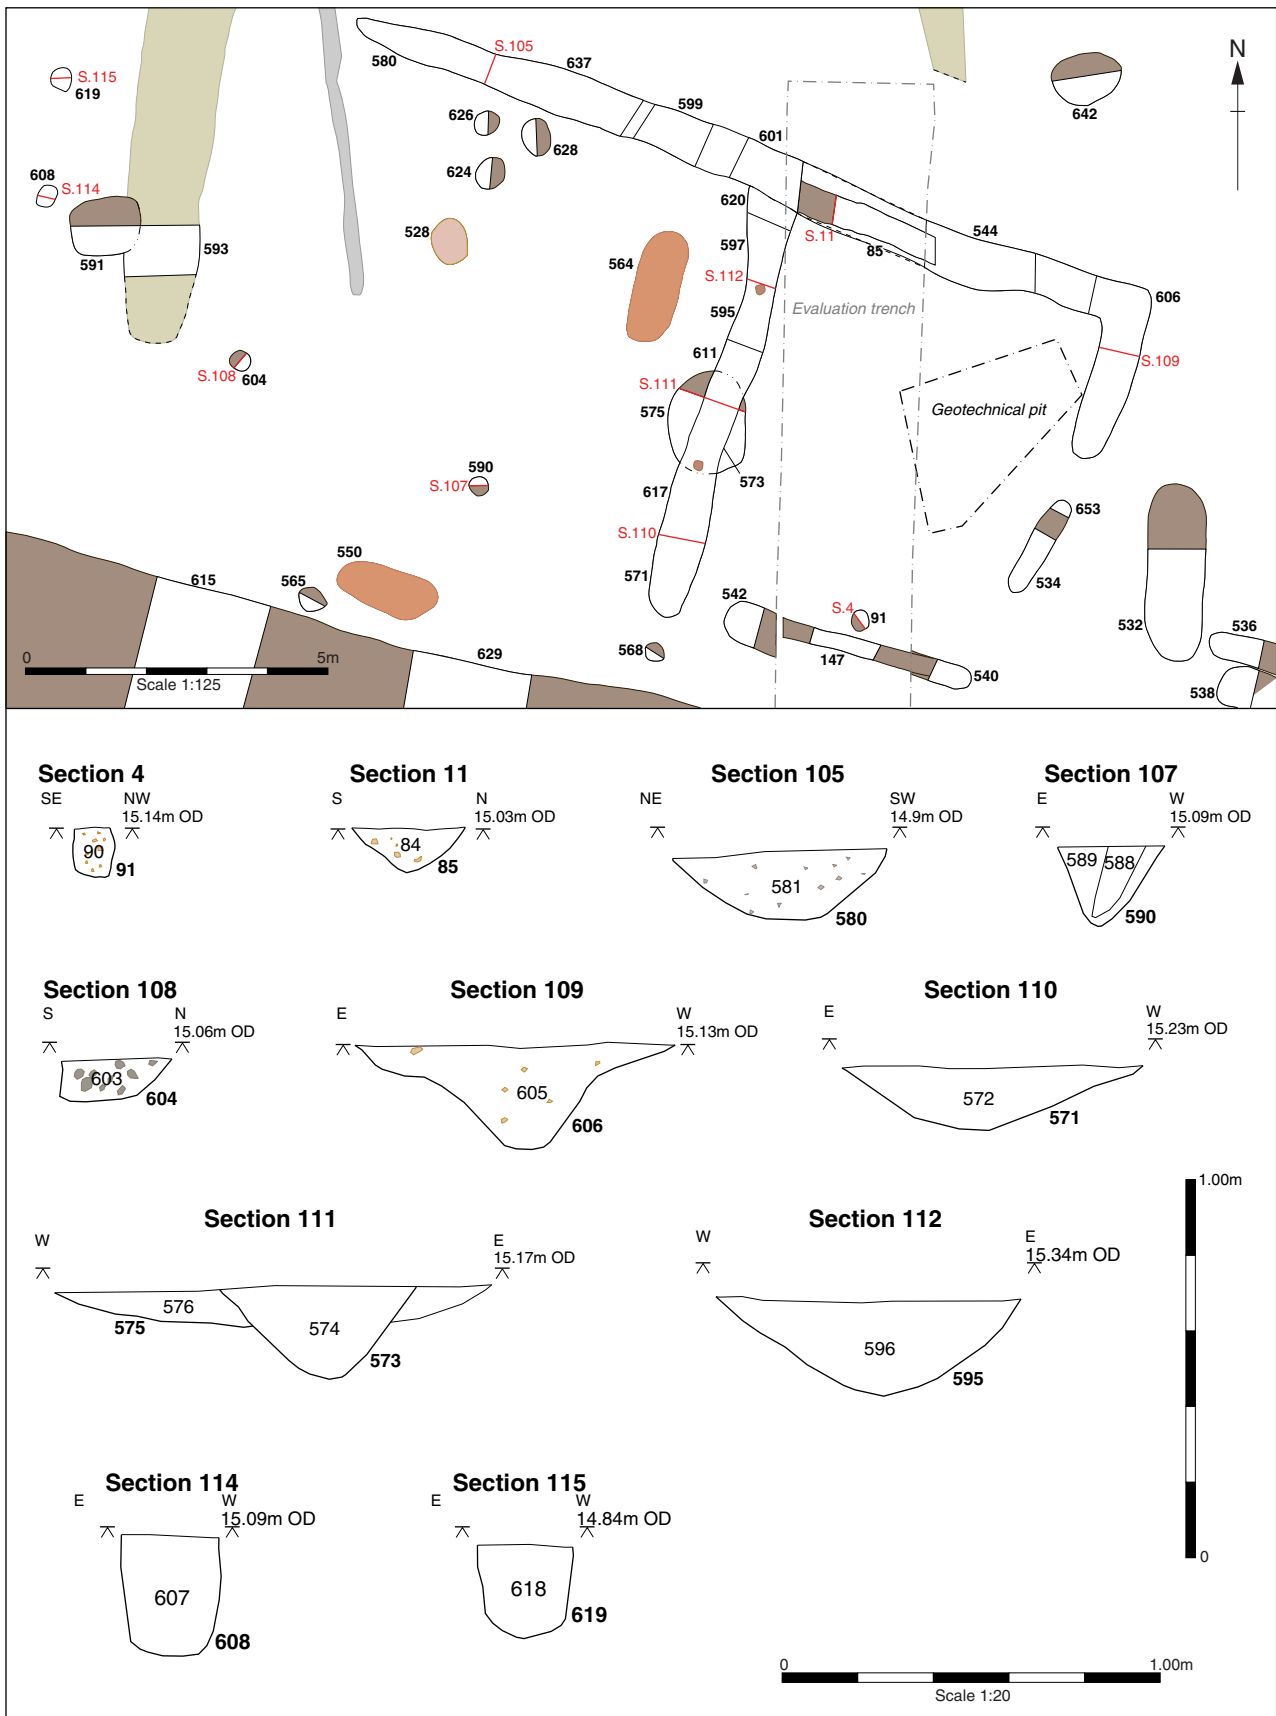 N
S.105
580
637
S.115
619
599
626
628
601
642
624
608
S.114
620
528
593
591
597
564
S.11
85
544
S.112
606
Evaluation trench
595
S.109
611
S.108
604
S.111
575
Geotechnical pit
590
S.107
573
617
653
S.110
550
615
565
571
534
542
S.4
91
532
536
0
5m
Scale 1:125
629
568
147
540
538
Section 4
SE
NW
15.14m OD
90
91
Section 11
S
N
15.03m OD
84
85
Section 105
NE
SW
14.9m OD
581
580
Section 107
E
W
15.09m OD
589
588
590
Section 108
S
N
15.06m OD
603
604
Section 109
E
W
15.13m OD
605
606
Section 110
E
W
15.23m OD
572
571
Section 111
W
E
15.17m OD
576
575
574
573
Section 112
W
E
15.34m OD
596
595
1.00m
0
Section 114
E
W
15.09m OD
607
608
Section 115
E
W
14.84m OD
618
619
0
1.00m
Scale 1:20